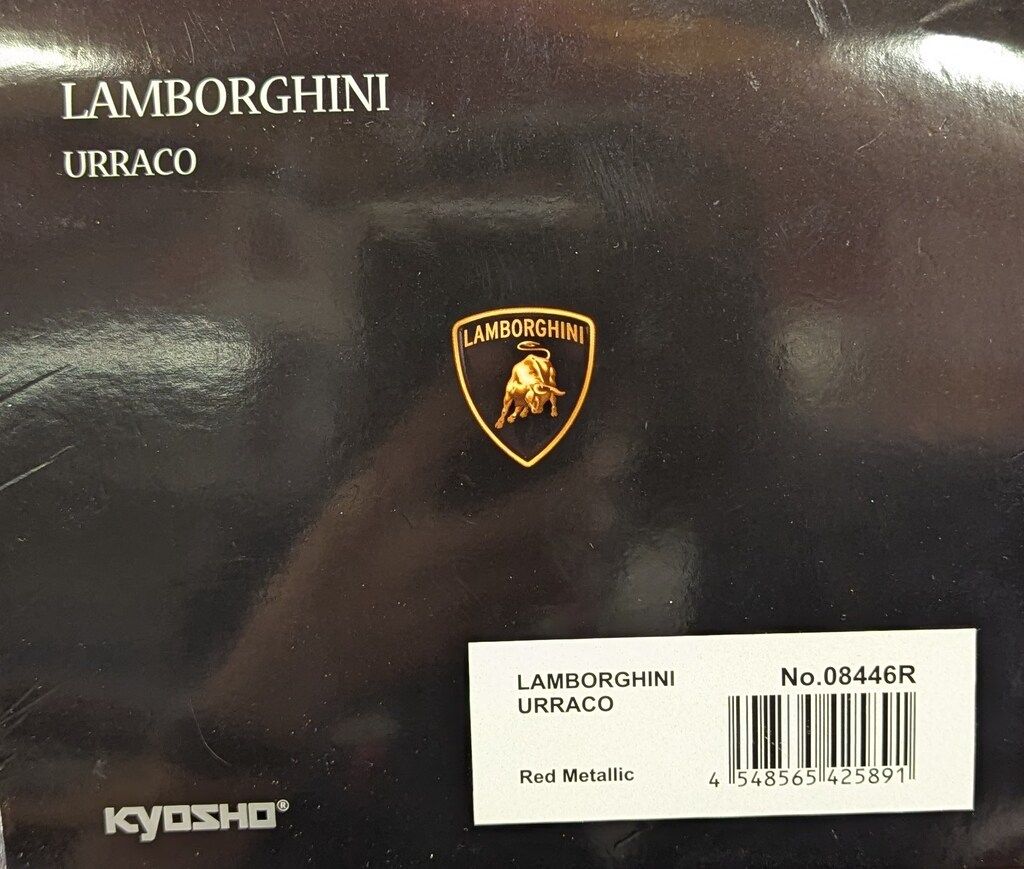 LAMBORGHINI
URRACO
LAMBORGHINI
LAMBORGHINI
URRACO
No.08446R
Red Metallic
4 548565 425891
KYOSHO®